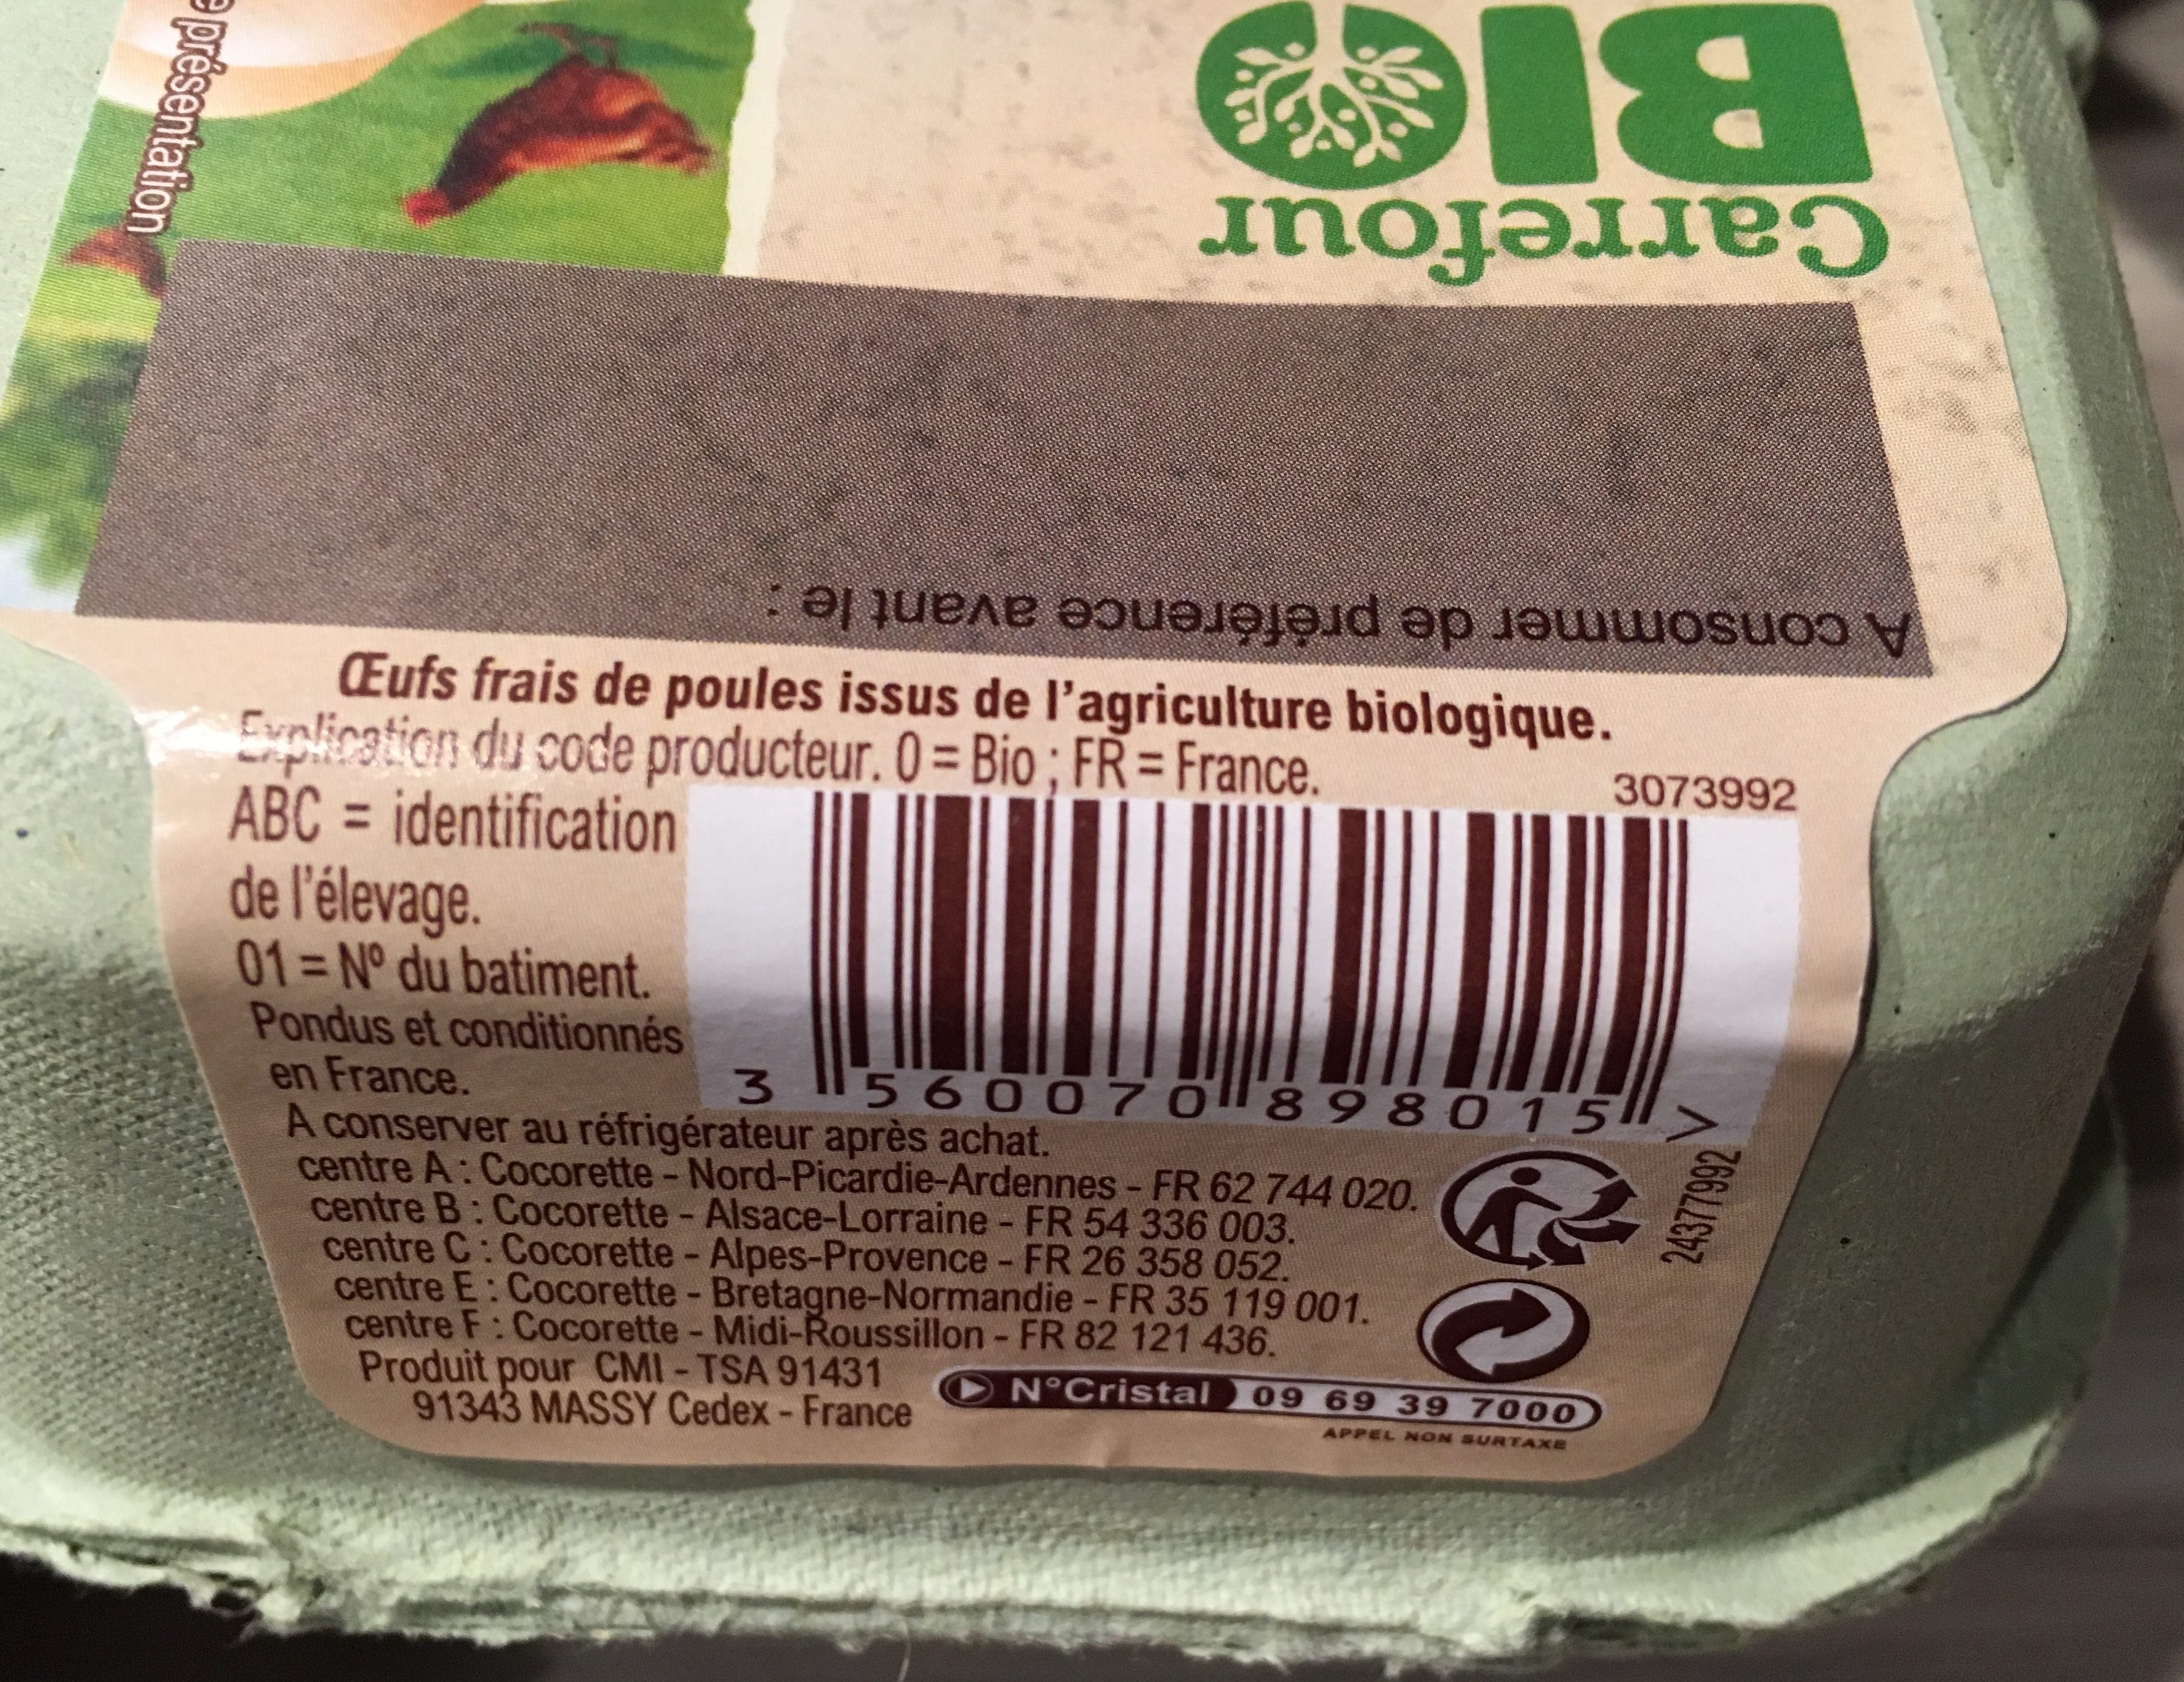 présentation
Carrefour
BIO
A consommer de préférence avant le :
Œufs frais de poules issus de l'agriculture biologique.
Explication du code producteur. 0 = Bio ; FR = France.
3073992
ABC = identification
de l'élevage.
01 = N° du batiment.
Pondus et conditionnés
en France.
3 560070 898015 >
A conserver au réfrigérateur après achat.
centre A : Cocorette - Nord-Picardie-Ardennes - FR 62 744 020.
centre B : Cocorette - Alsace-Lorraine - FR 54 336 003.
centre C : Cocorette - Alpes-Provence - FR 26 358 052.
centre E : Cocorette - Bretagne-Normandie - FR 35 119 001.
centre F : Cocorette - Midi-Roussillon - FR 82 121 436.
24377992
Produit pour CMI - TSA 91431
91343 MASSY Cedex - France
N°Cristal 09 69 39 7000
APPEL NON SURTAXE